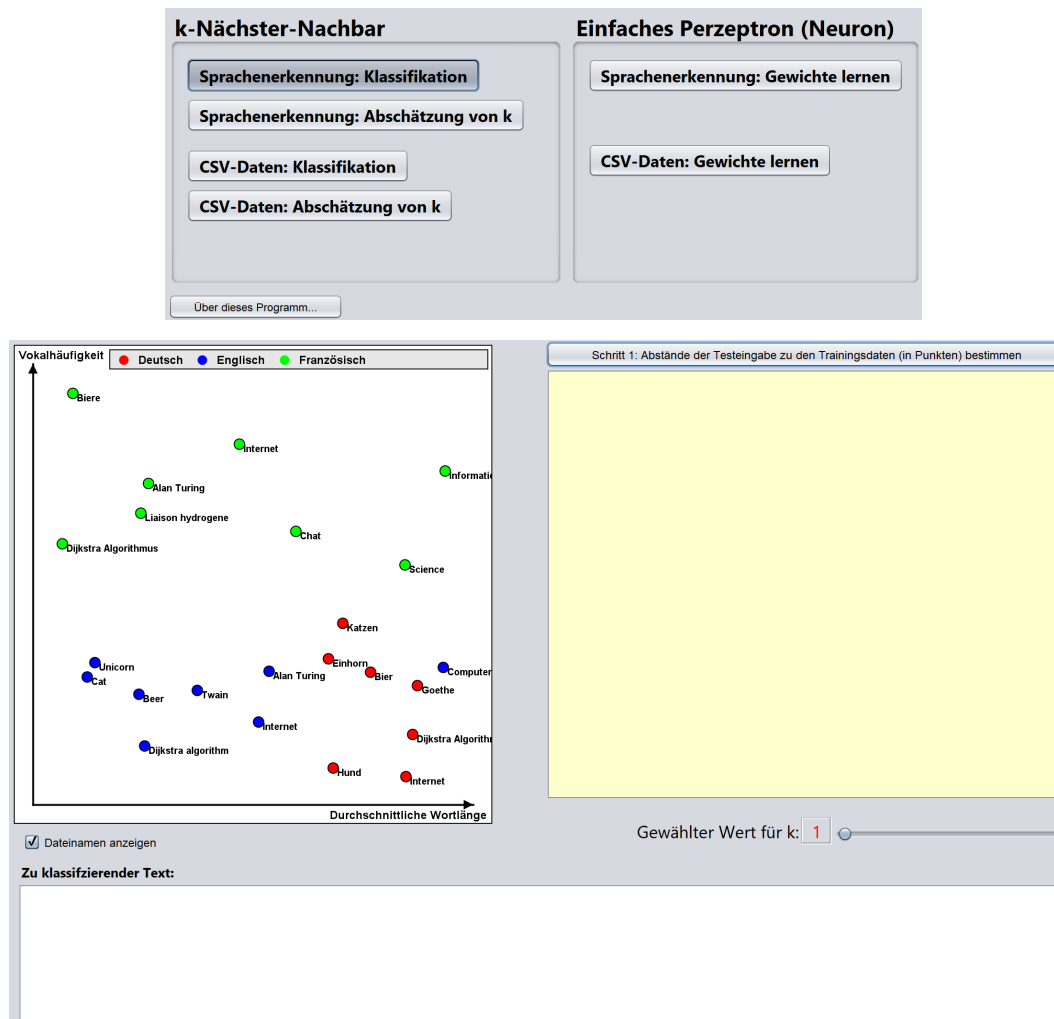 k-Nächster-Nachbar
Einfaches Perzeptron (Neuron)
Sprachenerkennung: Klassifikation
Sprachenerkennung: Gewichte lernen
Sprachenerkennung: Abschätzung von k
CSV-Daten: Klassifikation
CSV-Daten: Gewichte lernen
CSV-Daten: Abschätzung von k
Über dieses Programm...
Vokalhäufigkeit
Deutsch Englisch Französisch
Schritt 1: Abstände der Testeingabe zu den Trainingsdaten (in Punkten) bestimmen
Biere
Internet
Informatic
Alan Turing
Liaison hydrogene
Chat
Dijkstra Algorithmus
Science
Katzen
Einhorn
Unicorn
Computer
Alan Turing
Bier
Cat
Goethe
Beer
Twain
Internet
Dijkstra Algorith
Dijkstra algorithm
Hund
Internet
Durchschnittliche Wortlänge
Gewählter Wert für k: 1
Dateinamen anzeigen
Zu klassifzierender Text: